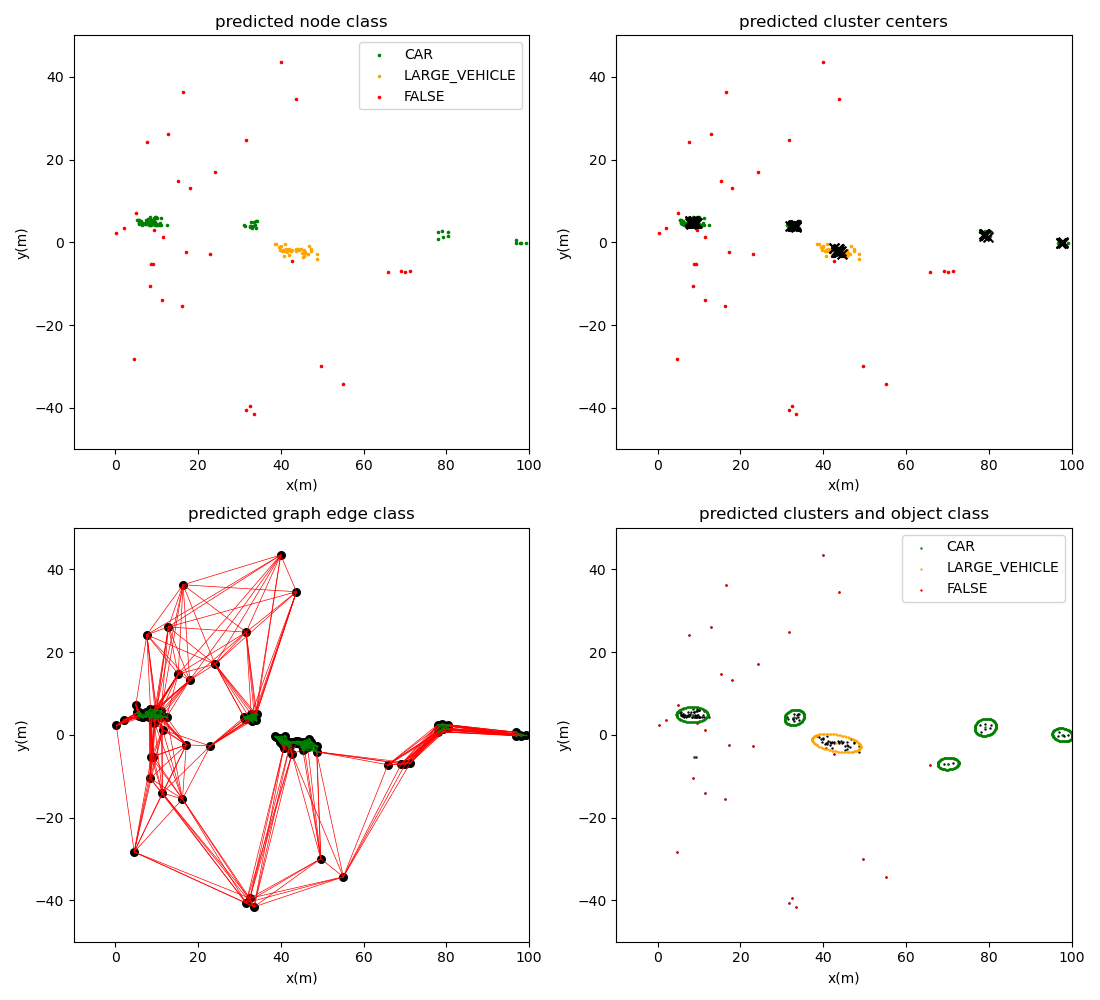 predicted node class
CAR
LARGE_VEHICLE
FALSE
40
20
0
−20
−40
y(m)
0
20
40
60
80
100
x(m)
predicted cluster centers
40
20
0
−20
−40
y(m)
0
20
40
60
80
100
x(m)
predicted graph edge class
40
20
0
−20
−40
y(m)
0
20
40
60
80
100
x(m)
predicted clusters and object class
CAR
LARGE_VEHICLE
FALSE
40
20
0
−20
−40
y(m)
0
20
40
60
80
100
x(m)